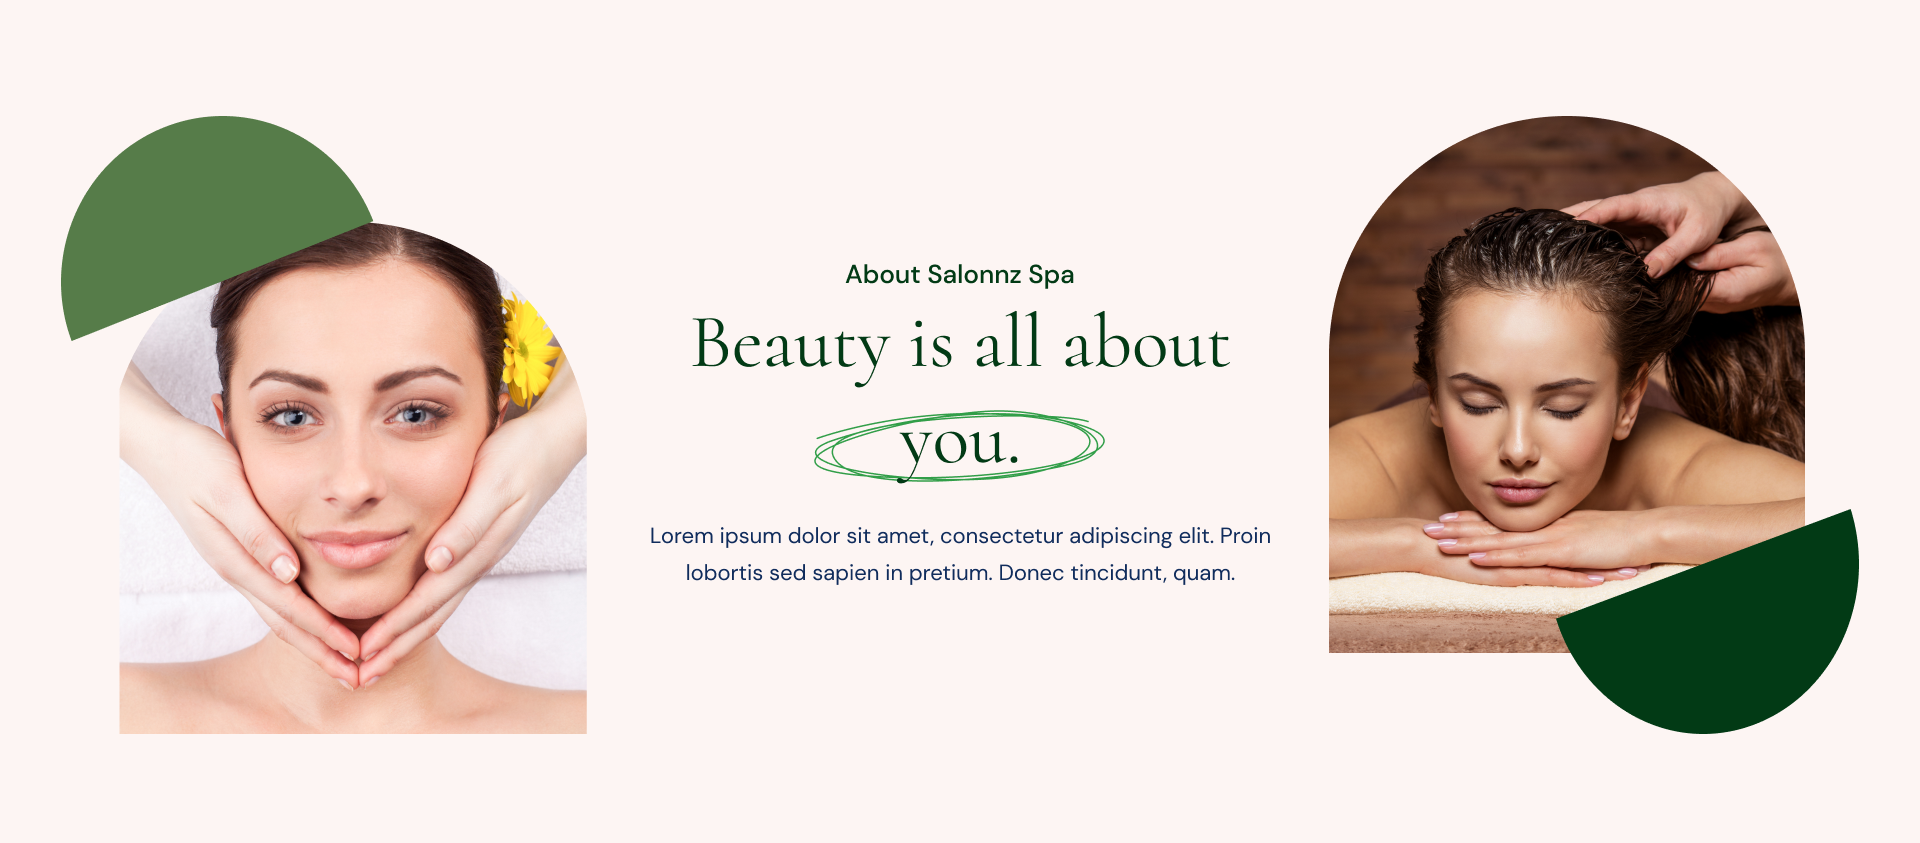 About Salonnz Spa
Beauty is all about
you.
Lorem ipsum dolor sit amet, consectetur adipiscing elit. Proin
lobortis sed sapien in pretium. Donec tincidunt, quam.